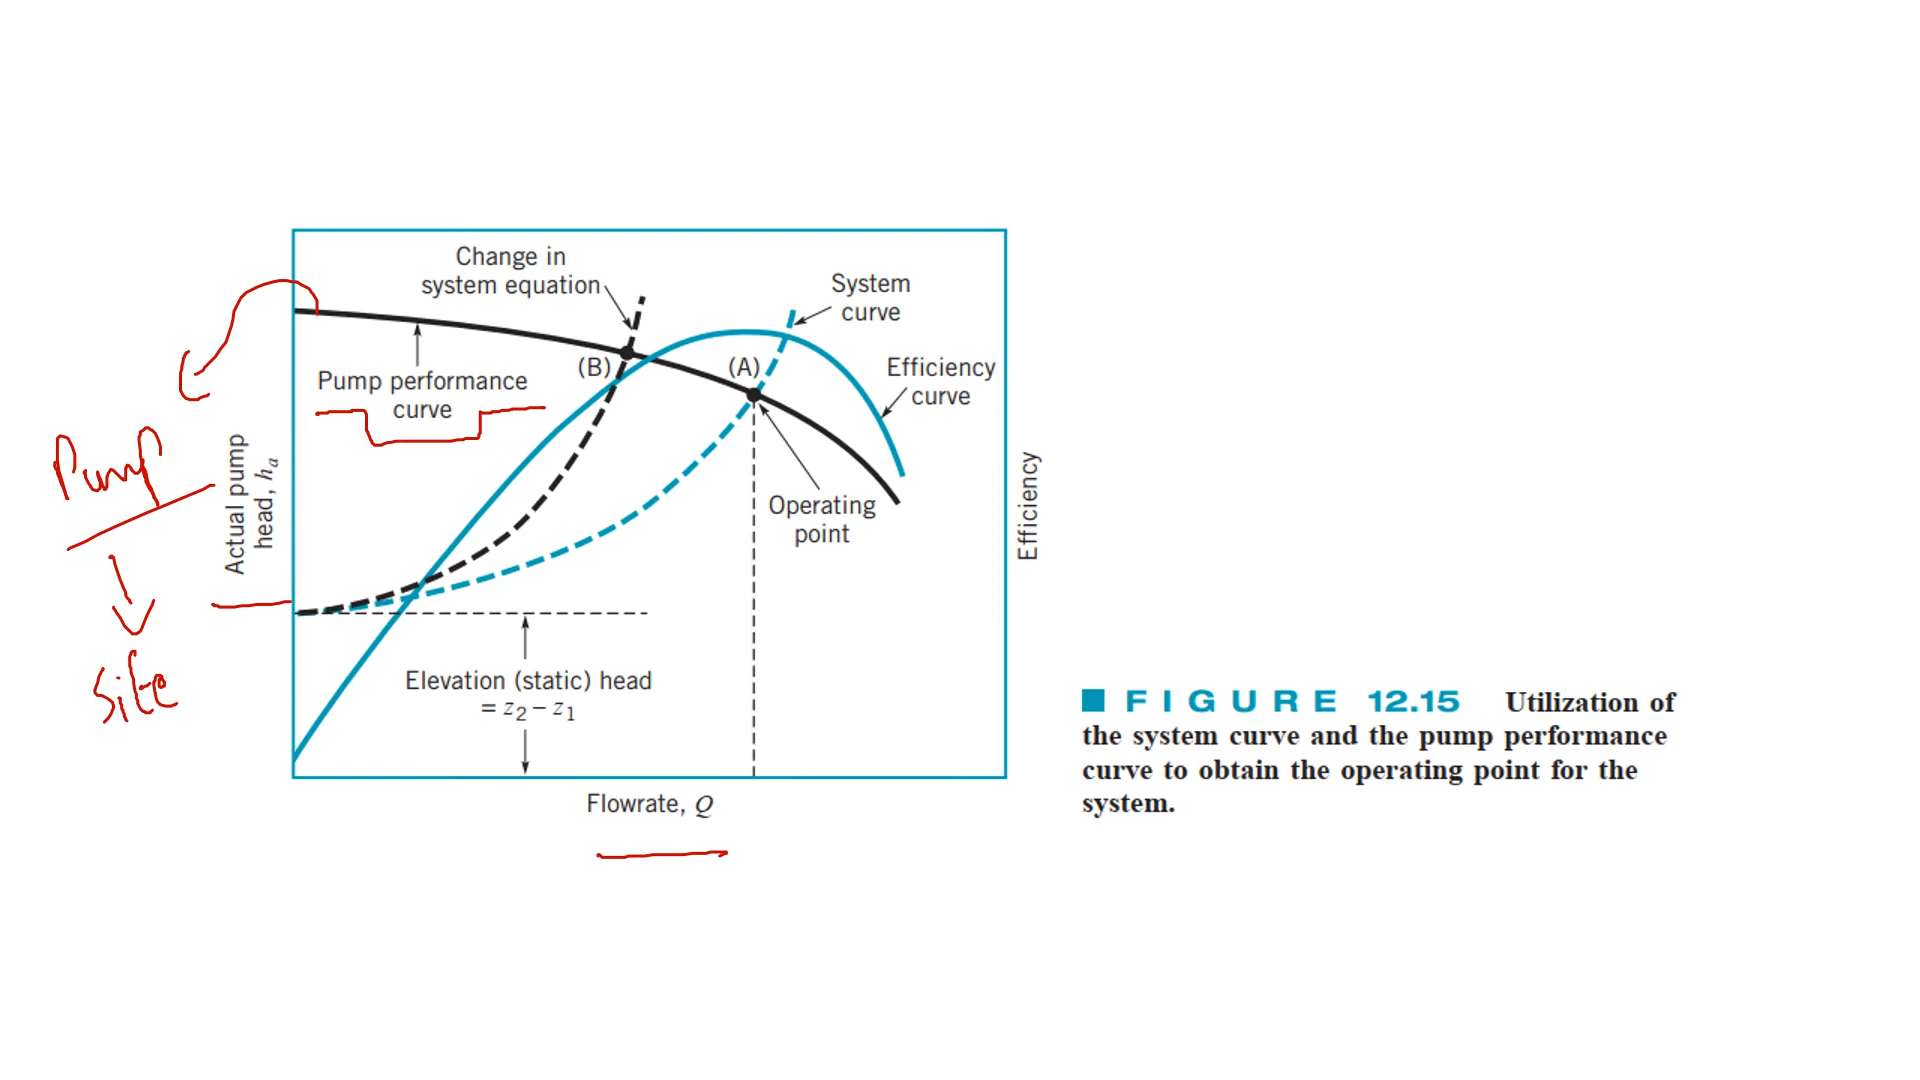 Change in
system equation
System
curve
(B)
(A)
Efficiency
curve
Pump performance
curve
Pump
Site
Actual pump
head, hₐ
Operating
point
Efficiency
Elevation (static) head
= z₂ − z₁
Flowrate, Q
FIGURE 12.15 Utilization of
the system curve and the pump performance
curve to obtain the operating point for the
system.